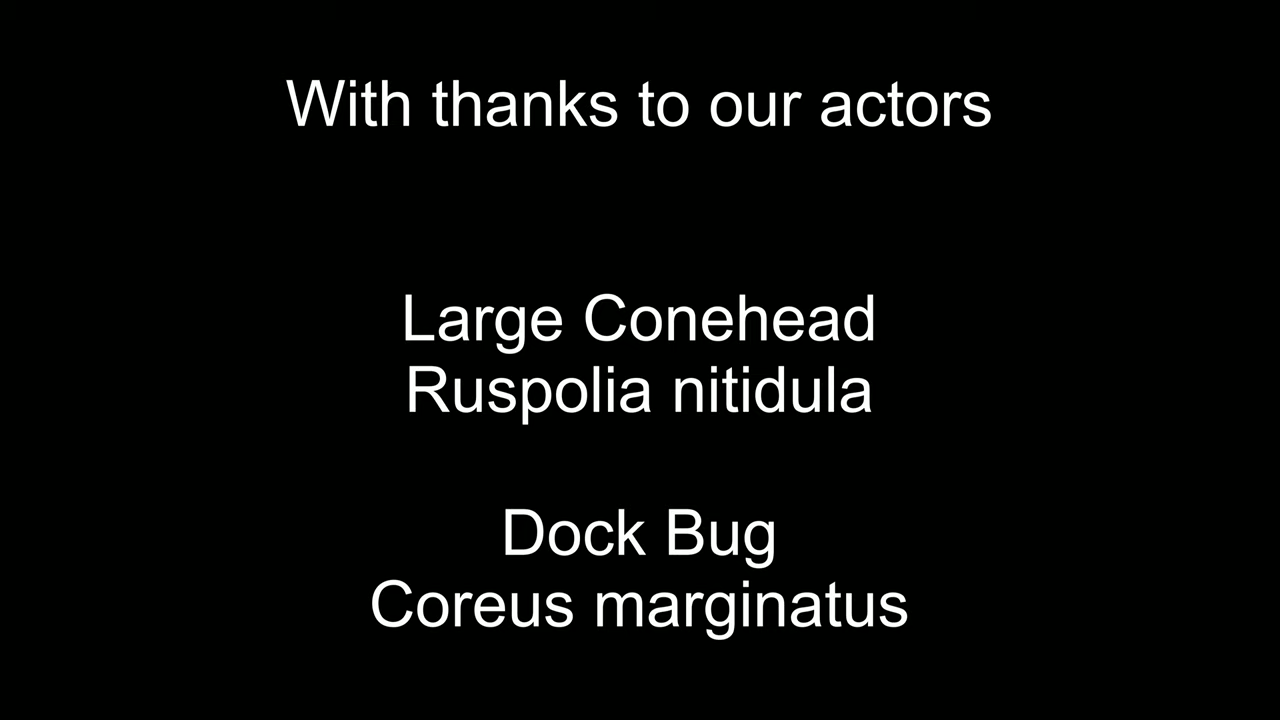 With thanks to our actors
Large Conehead
Ruspolia nitidula
Dock Bug
Coreus marginatus